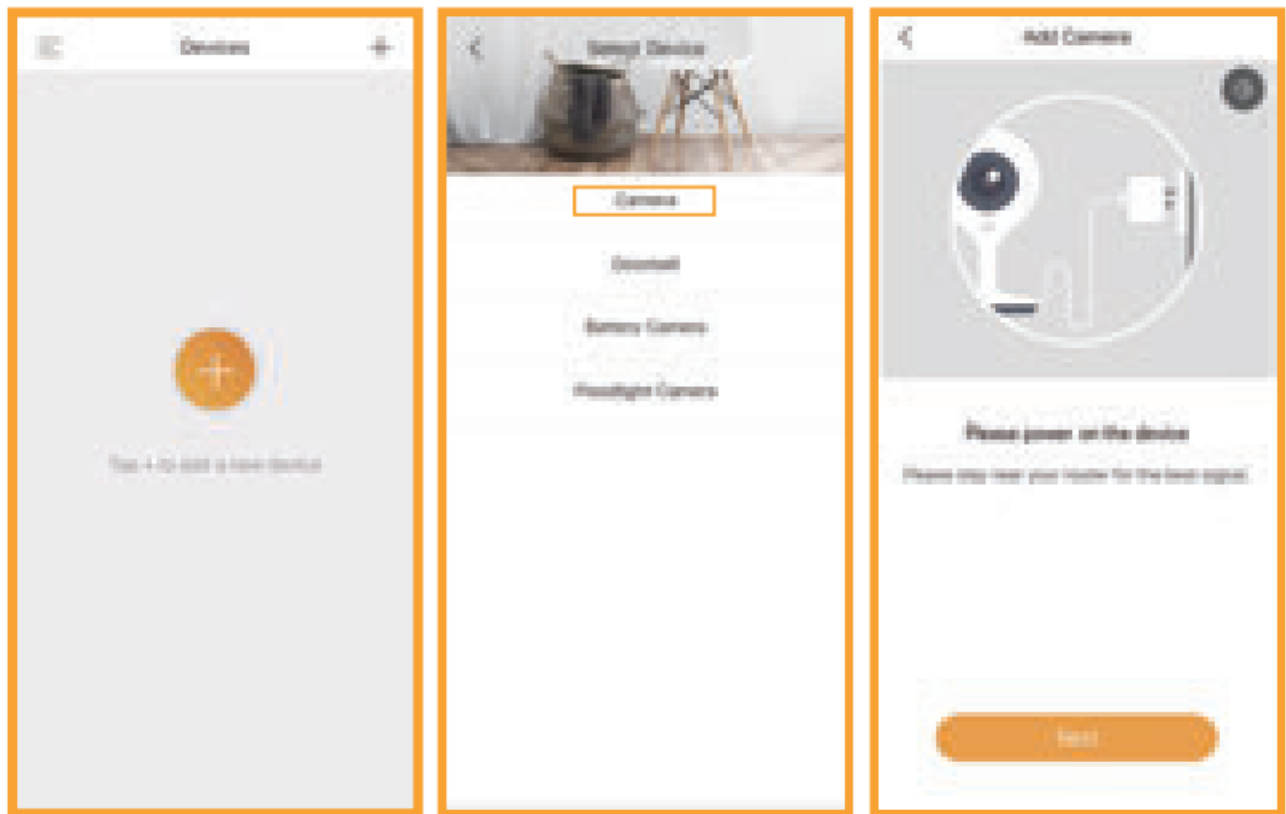 Devices
+
Tap + to add a new device
Select Device
Camera
Doorbell
Battery Camera
Floodlight Camera
Add Camera
Please power on the device
Please stay near your router for the best signal.
Next